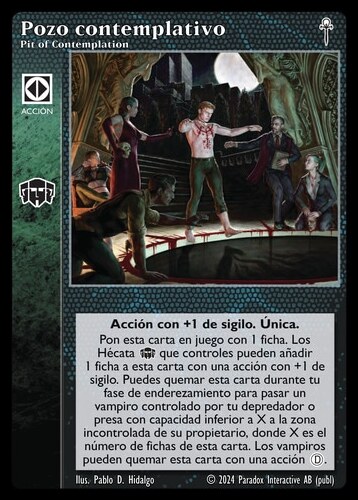 Pozo contemplativo
Pit of Contemplation
ACCIÓN
Acción con +1 de sigilo. Única.
Pon esta carta en juego con 1 ficha. Los
Hécata que controles pueden añadir
1 ficha a esta carta con una acción con +1 de
sigilo. Puedes quemar esta carta durante tu
fase de enderezamiento para pasar un
vampiro controlado por tu depredador o
presa con capacidad inferior a X a la zona
incontrolada de su propietario, donde X es el
número de fichas de esta carta. Los vampiros
pueden quemar esta carta con una acción Ⓓ.
Ilus. Pablo D. Hidalgo
© 2024 Paradox Interactive AB (publ)